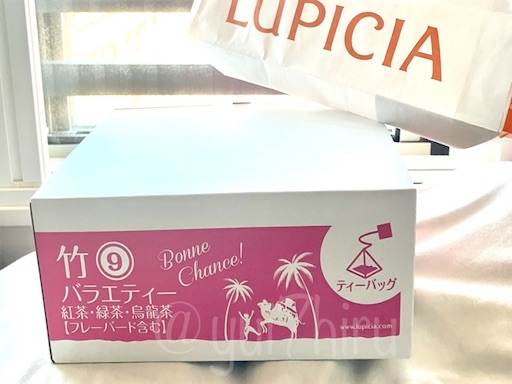 LUPICIA
竹⑨
バラエティー
紅茶・緑茶・烏龍茶
【フレーバード含む】
Bonne
Chance!
ティーバッグ
www.lupicia.com